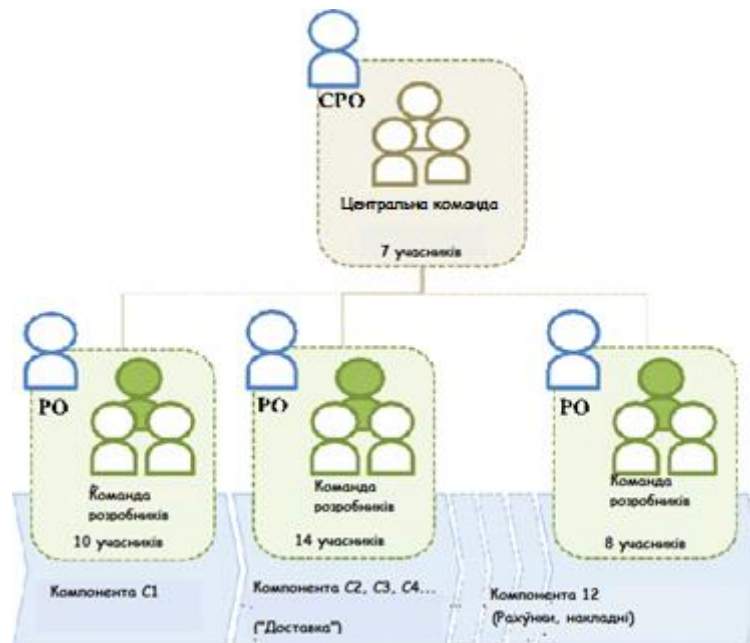 CPO
Центральна команда
7 учасників
PO
Команда
розробників
10 учасників
PO
Команда
розробників
14 учасників
PO
Команда
розробників
8 учасників
Компонента C1
Компонента C2, C3, C4...
("Доставка")
Компонента 12
(Рахунки, накладні)